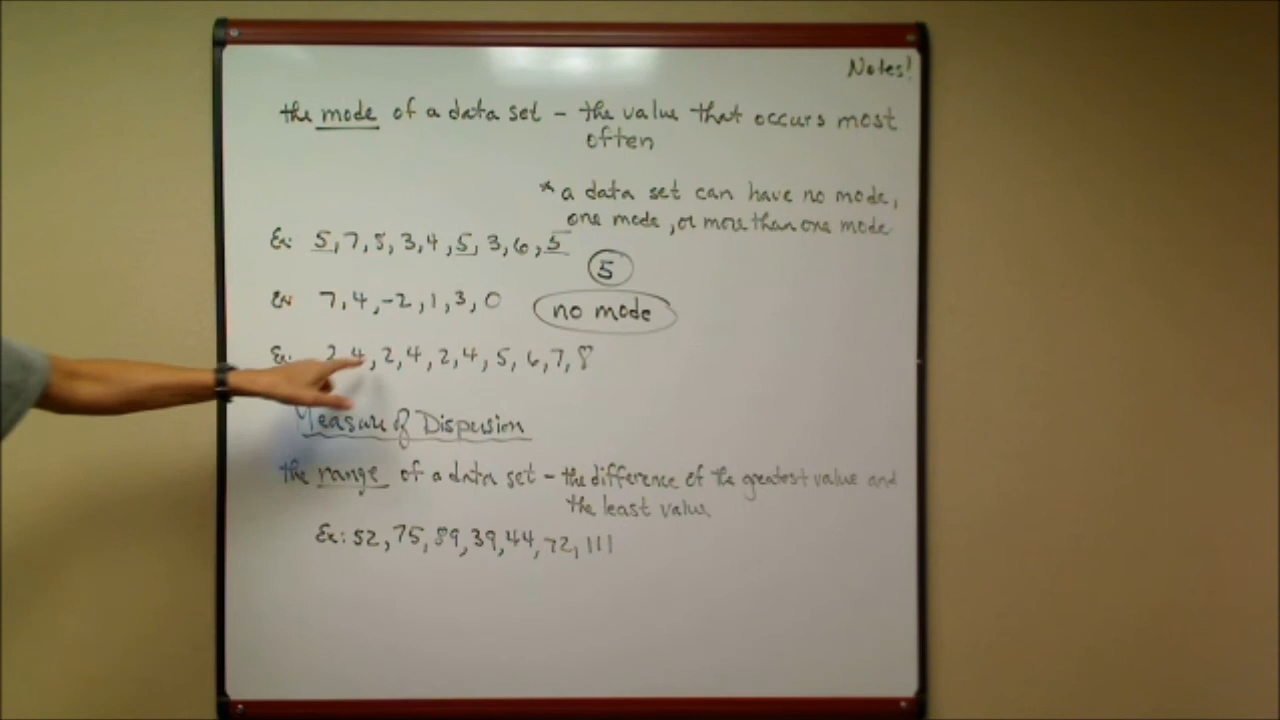 Notes!
the mode of a data set – the value that occurs most
often
* a data set can have no mode,
one mode, or more than one mode
Ex: 5, 7, 8, 3, 4, 5, 3, 6, 5
5
Ex 7, 4, -2, 1, 3, 0
no mode
Ex: 2, 4, 2, 4, 2, 4, 5, 6, 7, 8
Measure of Dispersion
the range of a data set – the difference of the greatest value and
the least value
Ex: 52, 75, 89, 39, 44, 72, 111